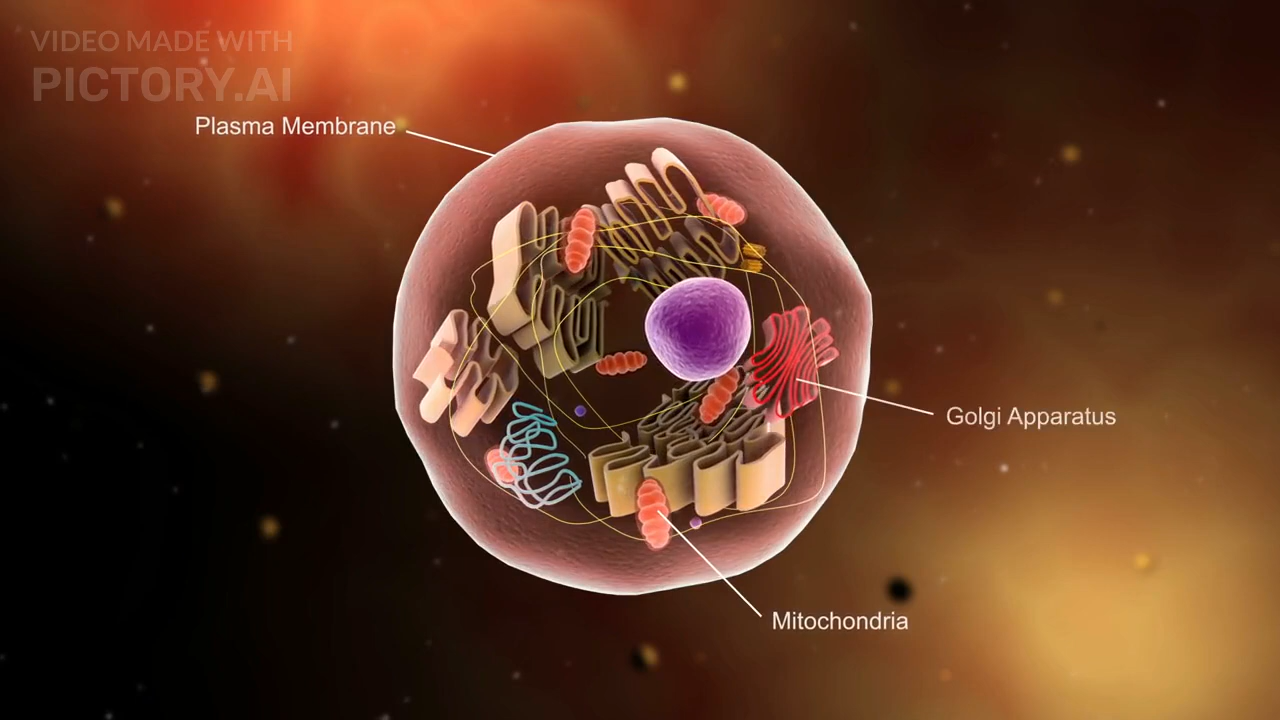 VIDEO MADE WITH
PICTORY.AI
Plasma Membrane
Golgi Apparatus
Mitochondria